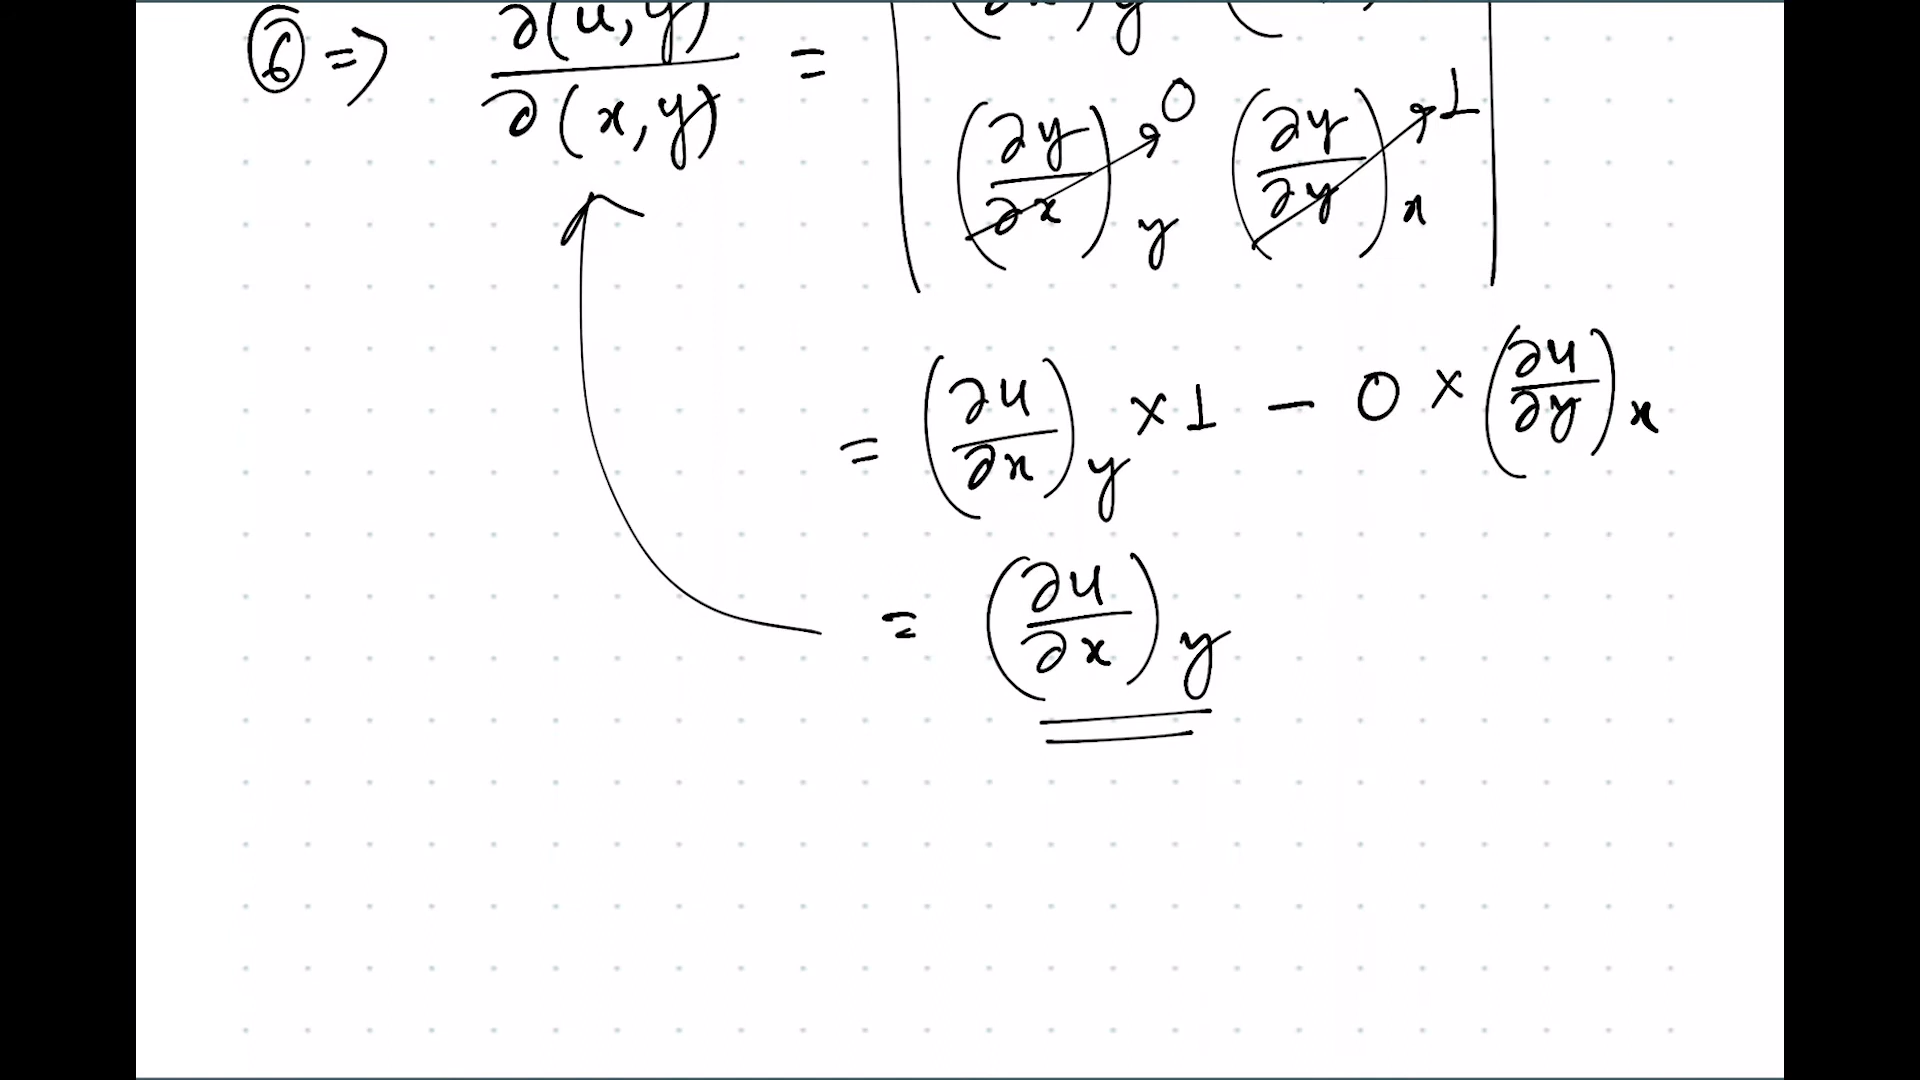 ⑥ ⇒ ∂(u,y)/∂(x,y) =
(∂y/∂x)_y → 0 (∂y/∂y)_x → 1
= (∂u/∂x)_y × 1 − 0 × (∂u/∂y)_x
= (∂u/∂x)_y